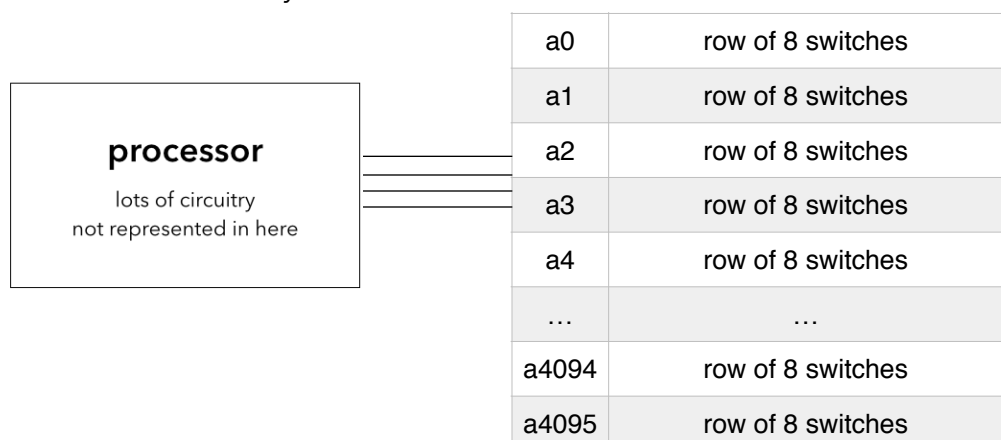 y
processor
lots of circuitry
not represented in here
a0 row of 8 switches
a1 row of 8 switches
a2 row of 8 switches
a3 row of 8 switches
a4 row of 8 switches
… …
a4094 row of 8 switches
a4095 row of 8 switches